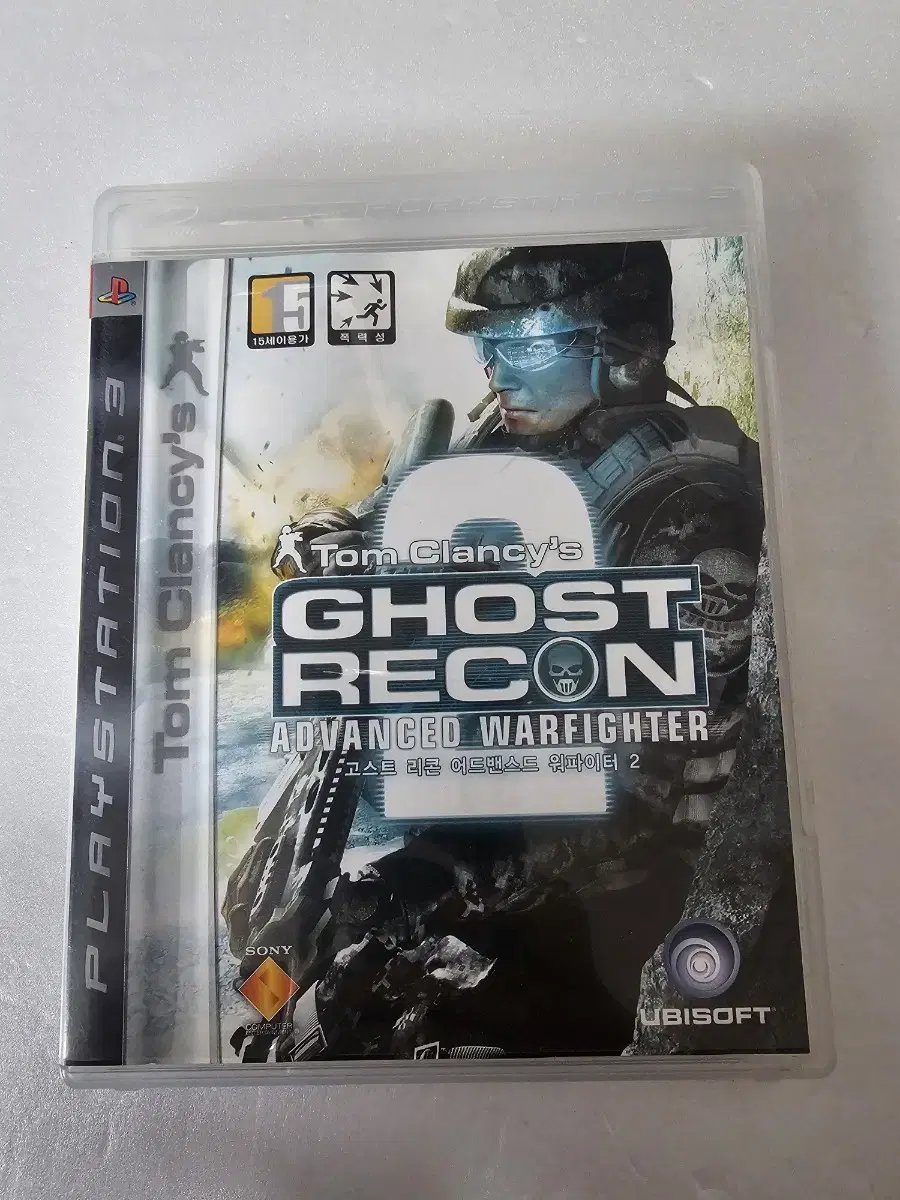 PLAYSTATION 3
PLAYSTATION 3
Tom Clancy's
15
15세이용가
폭력성
2
Tom Clancy's
GHOST
RECON
ADVANCED WARFIGHTER
고스트 리콘 어드밴스드 워파이터 2
SONY
COMPUTER
UBISOFT